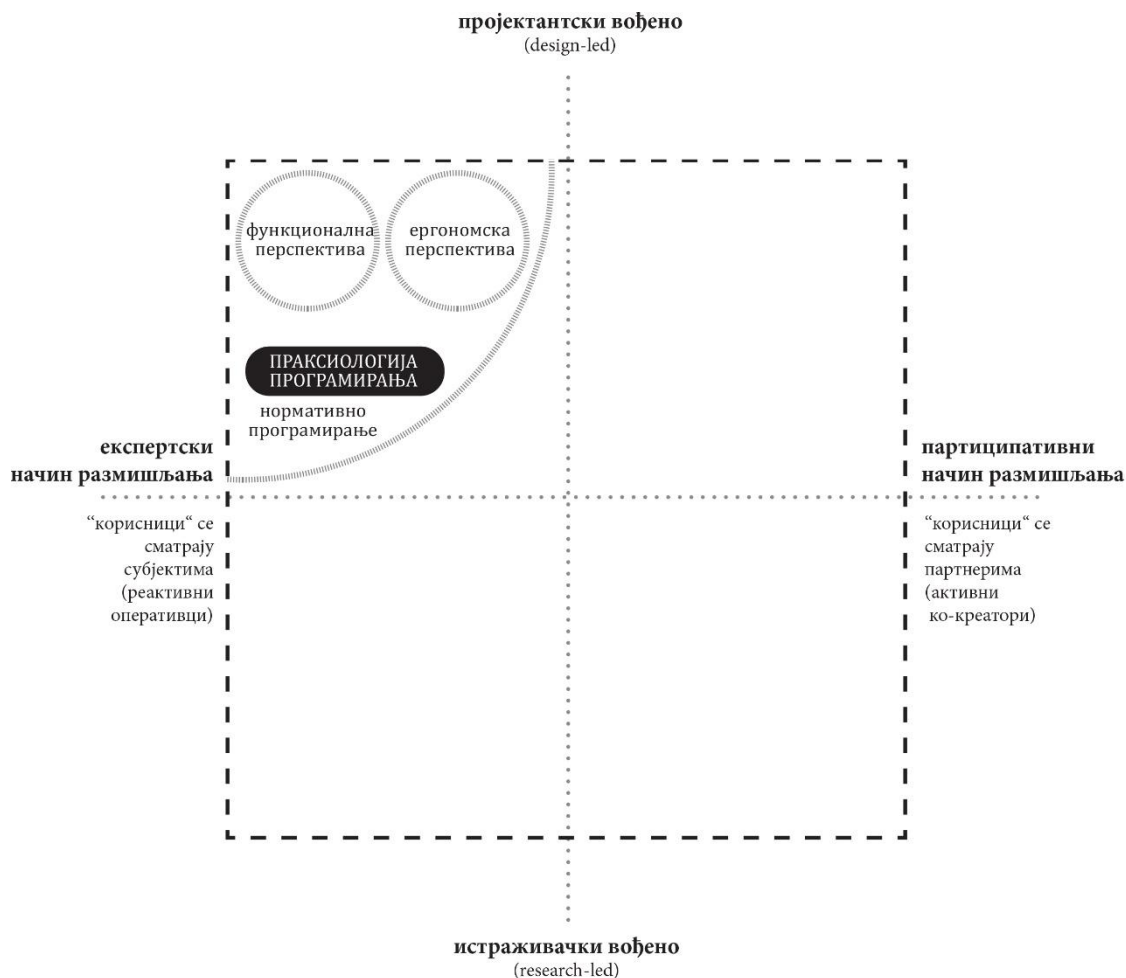 пројектантски вођено
(design-led)
функционална
перспектива
ергономска
перспектива
ПРАКСИОЛОГИЈА
ПРОГРАМИРАЊА
нормативно
програмирање
експертски
начин размишљања
“корисници“ се
сматрају
субјектима
(реактивни
оперативци)
партиципативни
начин размишљања
“корисници“ се
сматрају
партнерима
(активни
ко-креатори)
истраживачки вођено
(research-led)